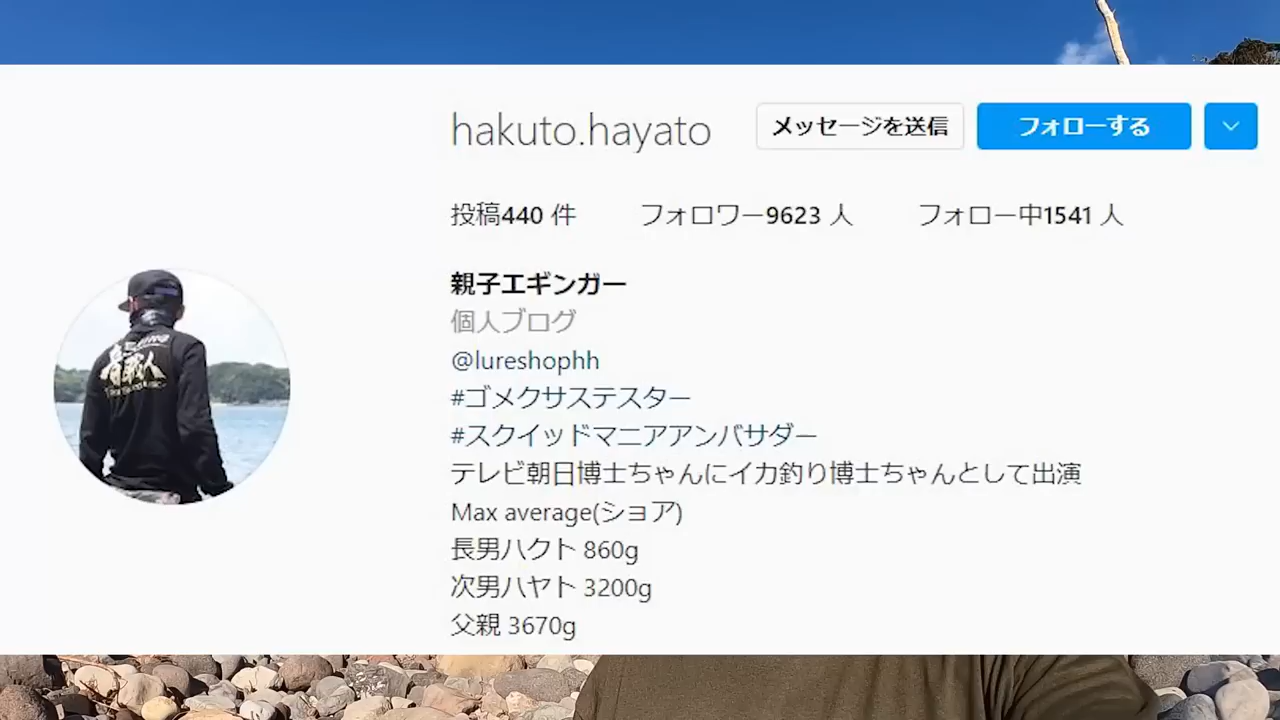 hakuto.hayato メッセージを送信 フォローする
投稿440 件 フォロワー9623 人 フォロー中1541 人
親子エギンガー
個人ブログ
@lureshophh
#ゴメクサステスター
#スクイッドマニアアンバサダー
テレビ朝日博士ちゃんにイカ釣り博士ちゃんとして出演
Max average(ショア)
長男ハクト 860g
次男ハヤト 3200g
父親 3670g